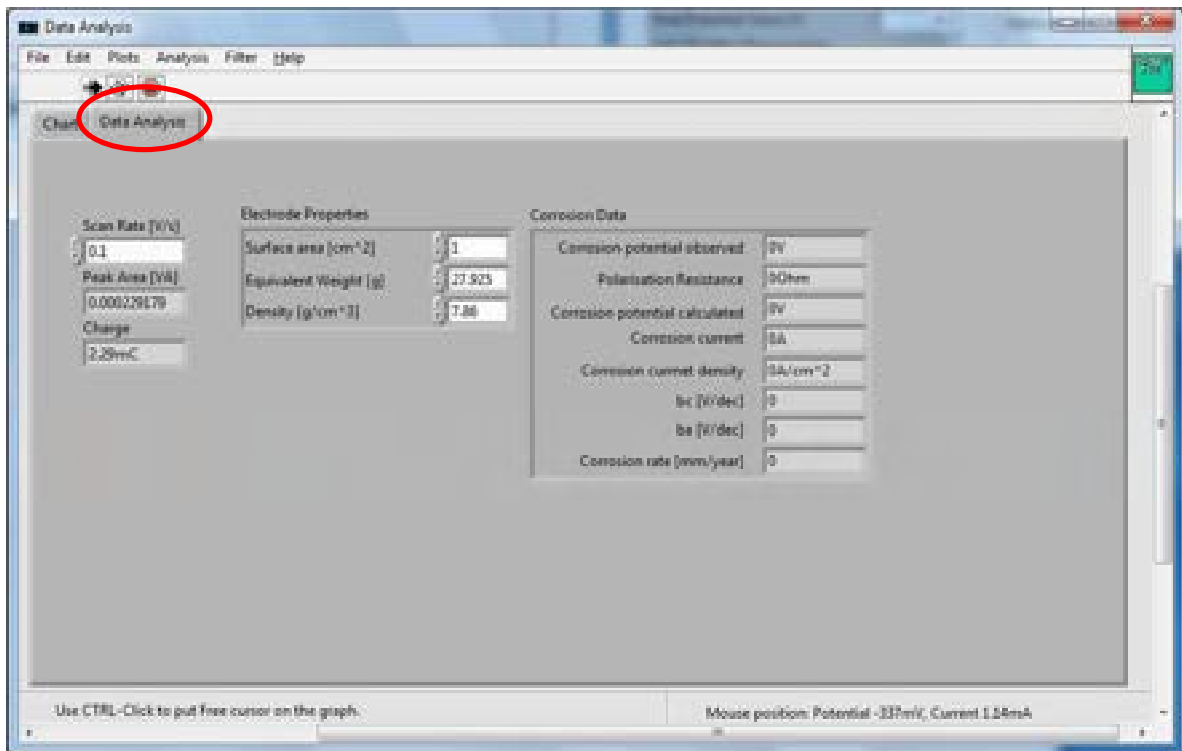 Data Analysis
File Edit Plots Analysis Filter Help
Chart Data Analysis
Scan Rate [V/s]
0.1
Peak Area [VA]
0.000229179
Charge
2.29mC
Electrode Properties
Surface area [cm^2] 1
Equivalent Weight [g] 27.925
Density [g/cm^3] 7.86
Corrosion Data
Corrosion potential observed 0V
Polarisation Resistance 0Ohm
Corrosion potential calculated 0V
Corrosion current 0A
Corrosion currnet density 0A/cm^2
bc [V/dec] 0
ba [V/dec] 0
Corrosion rate [mm/year] 0
Use CTRL-Click to put free cursor on the graph.
Mouse position: Potential -337mV, Current 1.14mA